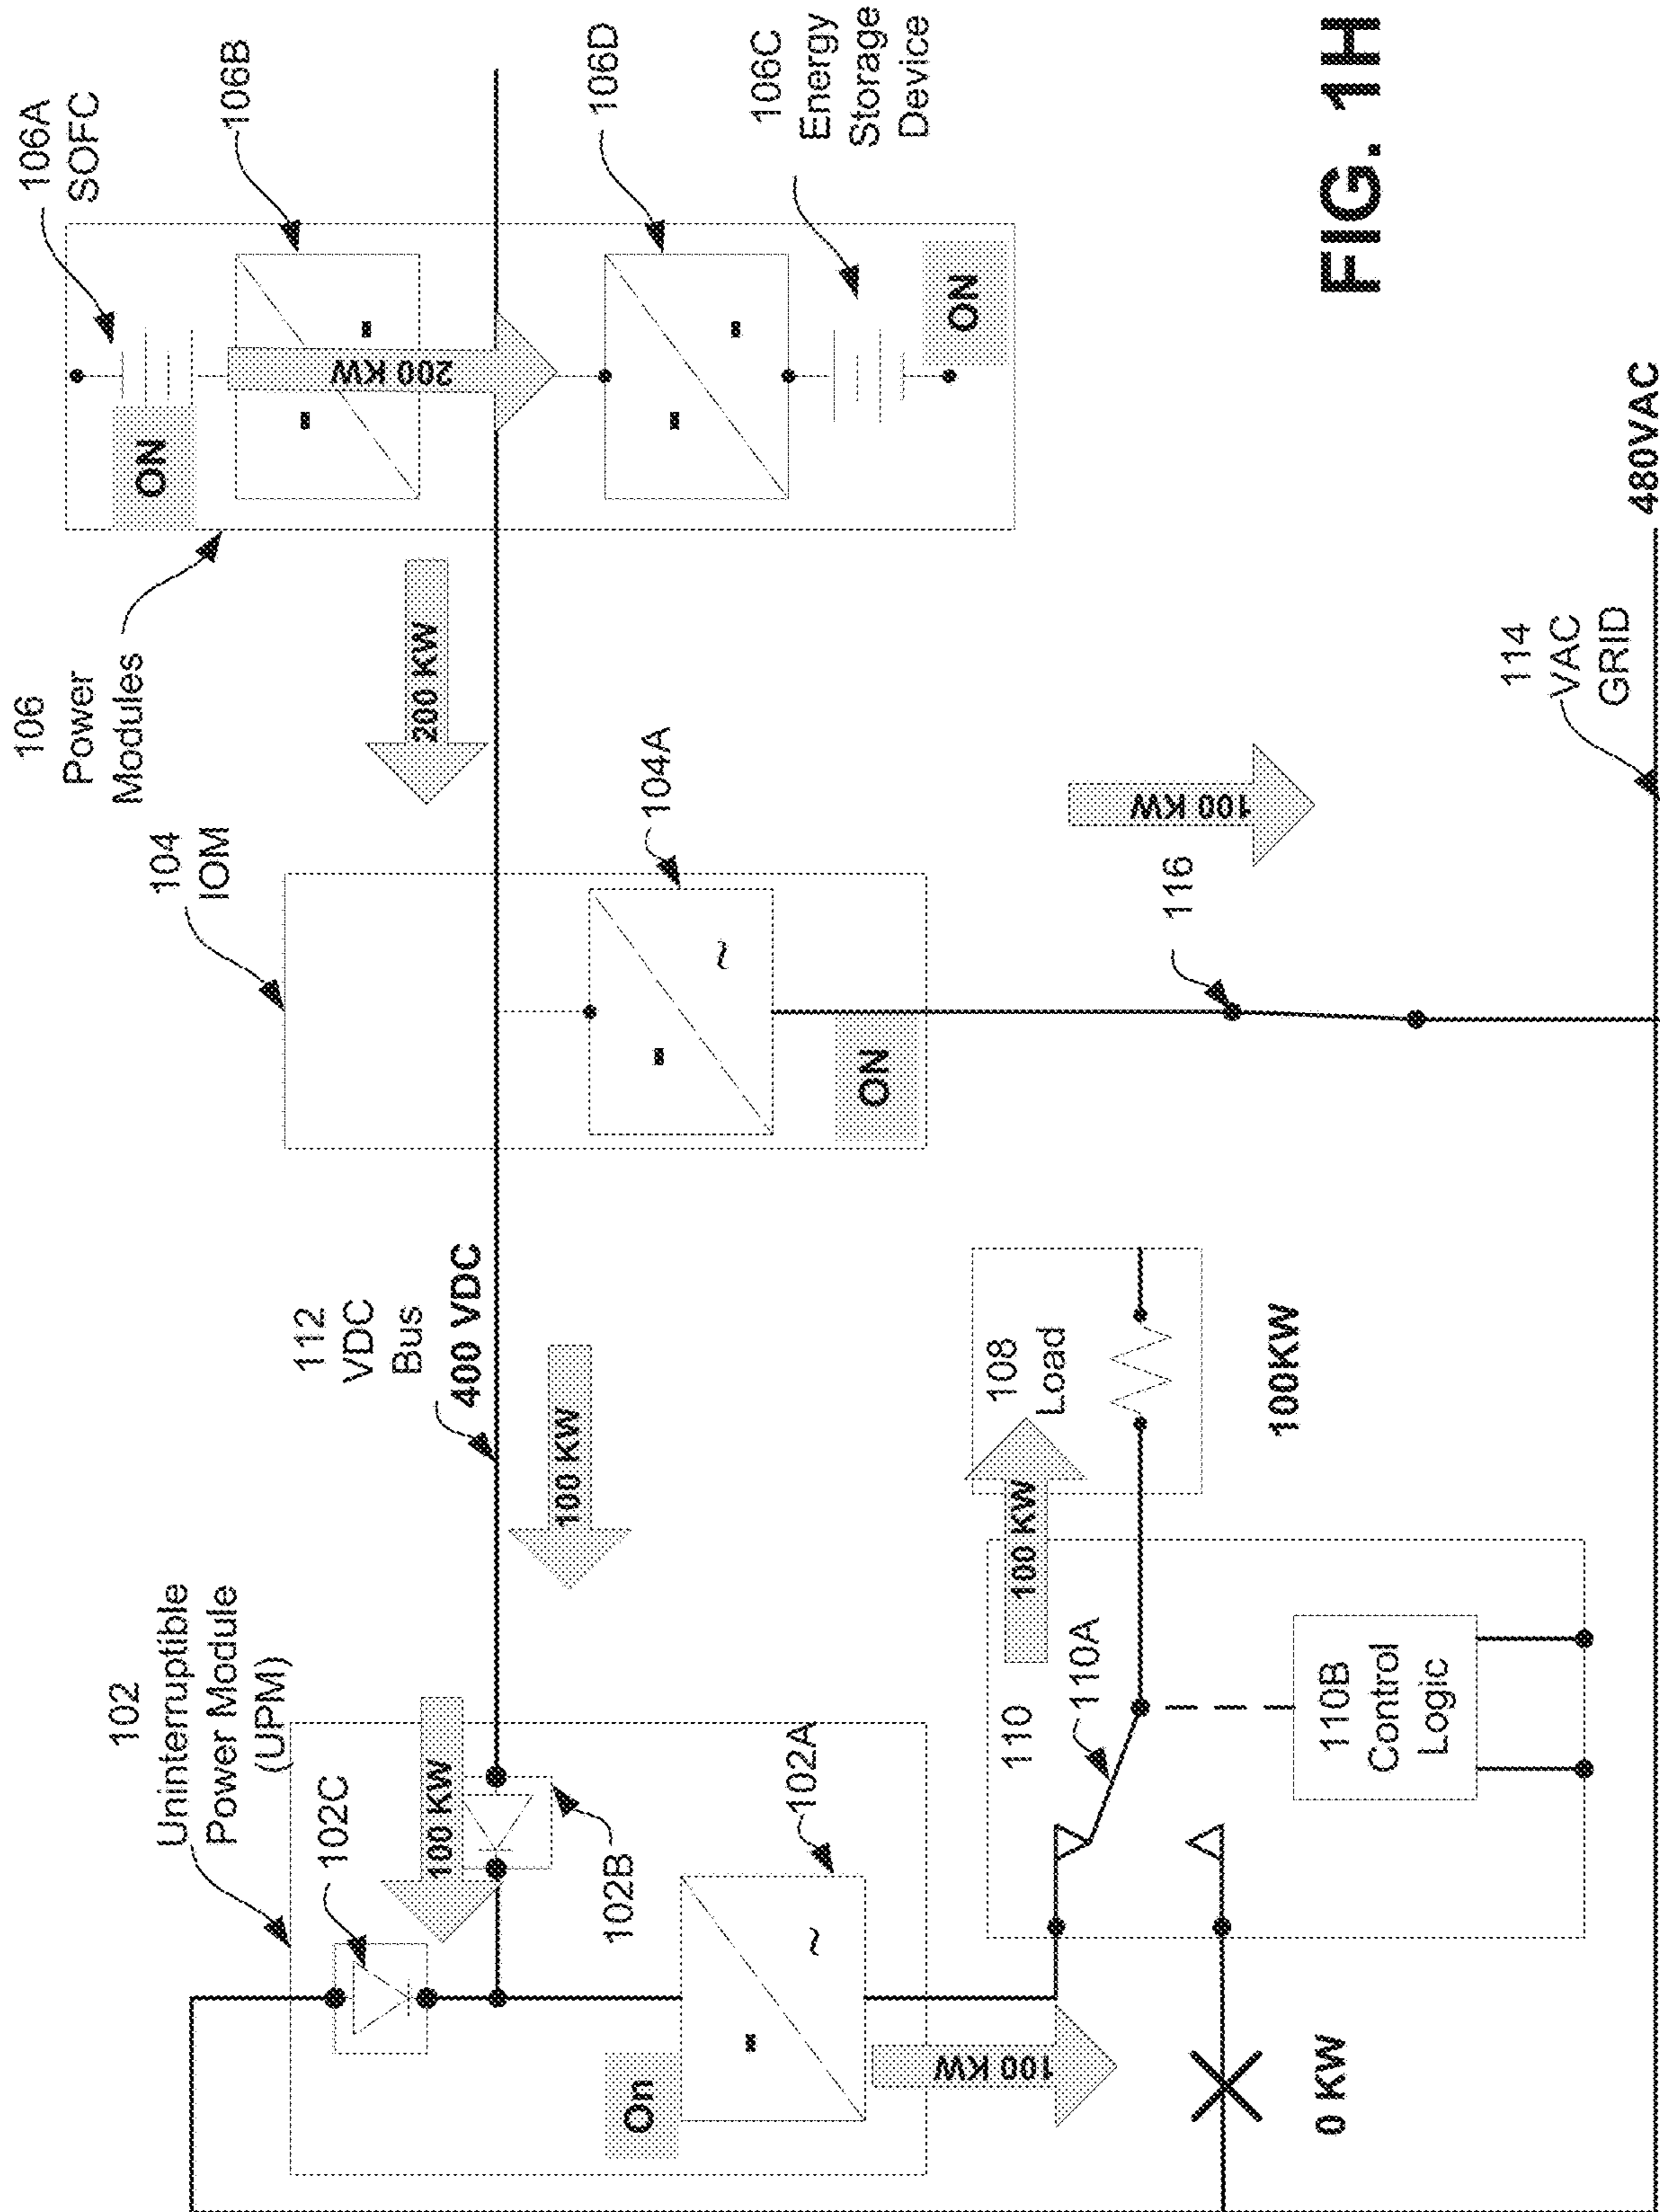 102
Uninterruptible
Power Module
(UPM)
102C
100 KW
102B
102A
On
100 KW
0 KW
112
VDC
Bus
400 VDC
100 KW
110
110A
110B
Control
Logic
100 KW
108
Load
100KW
104
IOM
104A
ON
116
100 KW
106
Power
Modules
200 KW
106A
SOFC
ON
106B
200 KW
106D
106C
Energy
Storage
Device
ON
114
VAC
GRID
480VAC
FIG. 1H